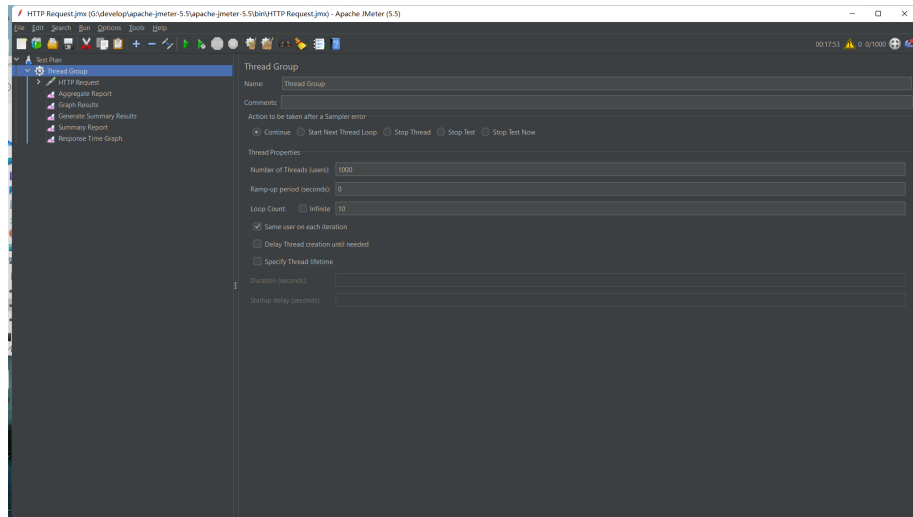 HTTP Request.jmx (G:\develop\apache-jmeter-5.5\apache-jmeter-5.5\bin\HTTP Request.jmx) - Apache JMeter (5.5)
File Edit Search Run Options Tools Help
00:17:53 0 0/1000
Test Plan
Thread Group
HTTP Request
Aggregate Report
Graph Results
Generate Summary Results
Summary Report
Response Time Graph
Thread Group
Name: Thread Group
Comments:
Action to be taken after a Sampler error
Continue Start Next Thread Loop Stop Thread Stop Test Stop Test Now
Thread Properties
Number of Threads (users): 1000
Ramp-up period (seconds): 0
Loop Count: Infinite 10
Same user on each iteration
Delay Thread creation until needed
Specify Thread lifetime
Duration (seconds):
Startup delay (seconds):